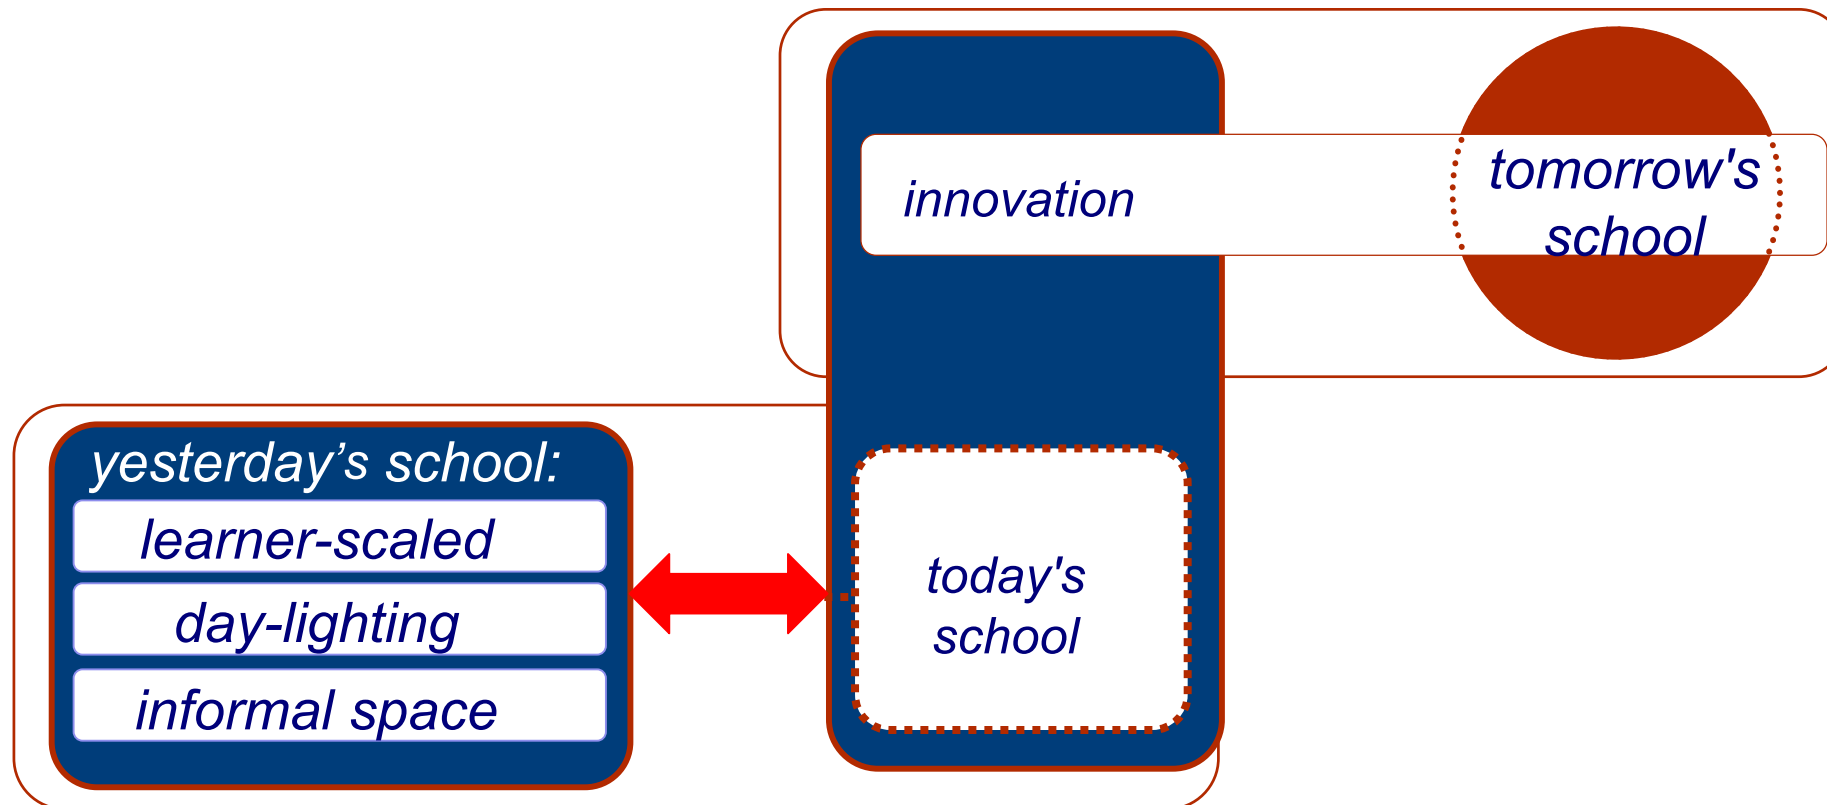 innovation
tomorrow's
school
yesterday’s school:
learner-scaled
day-lighting
informal space
today's
school